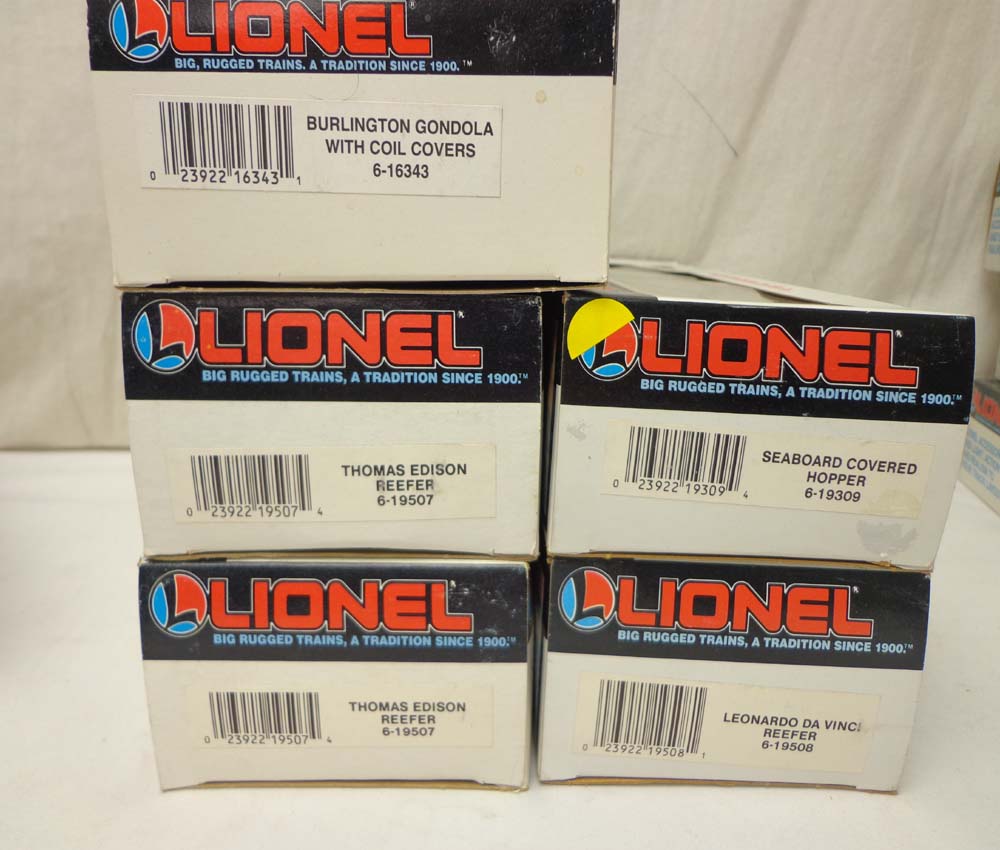 LIONEL
BIG, RUGGED TRAINS. A TRADITION SINCE 1900.™
BURLINGTON GONDOLA
WITH COIL COVERS
6-16343
0 23922 16343 1
LIONEL®
BIG RUGGED TRAINS, A TRADITION SINCE 1900.™
THOMAS EDISON
REEFER
6-19507
0 23922 19507 4
LIONEL®
BIG RUGGED TRAINS, A TRADITION SINCE 1900.™
SEABOARD COVERED
HOPPER
6-19309
0 23922 19309 4
LIONEL®
BIG RUGGED TRAINS, A TRADITION SINCE 1900.™
THOMAS EDISON
REEFER
6-19507
0 23922 19507 4
LIONEL®
BIG RUGGED TRAINS, A TRADITION SINCE 1900.™
LEONARDO DA VINCI
REEFER
6-19508
0 23922 19508 1